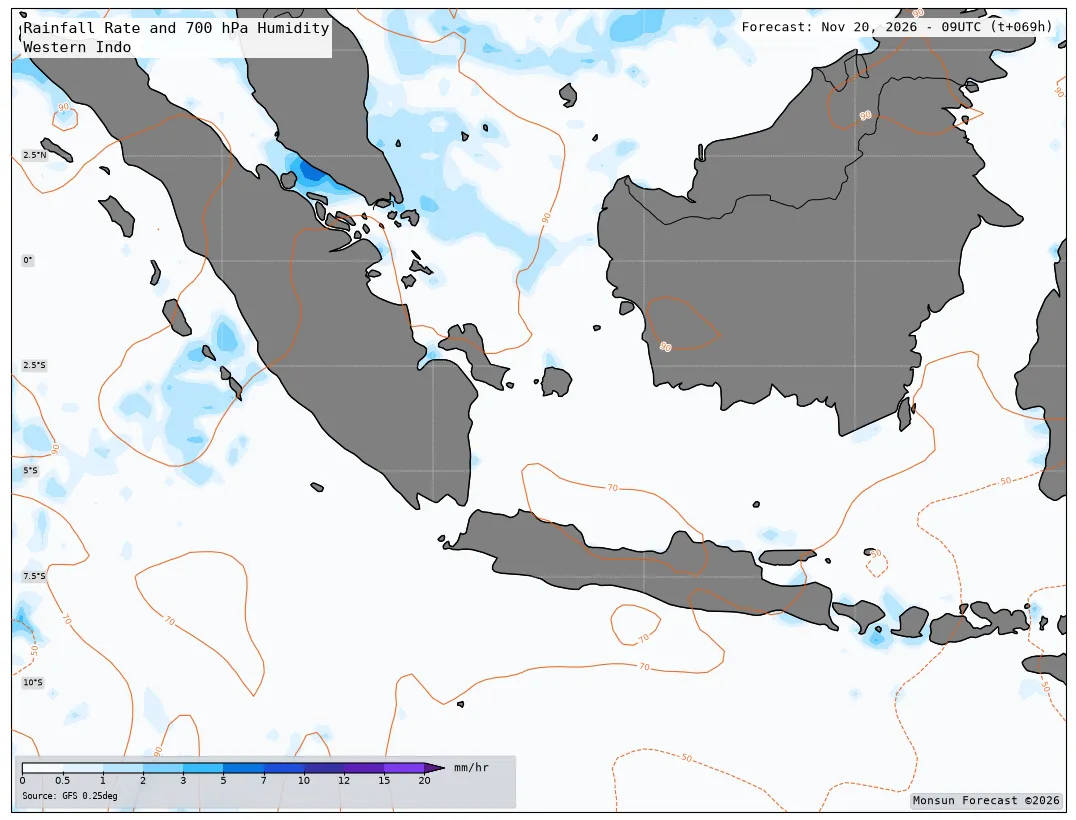 Rainfall Rate and 700 hPa Humidity
Western Indo
Forecast: Nov 20, 2026 - 09UTC (t+069h)
90
90
90
90
2.5°N
90
0°
90
2.5°S
90
5°S
50
70
50
7.5°S
70
70
70
50
70
10°S
50
90
50
mm/hr
0 0.5 1 2 3 5 7 10 12 15 20
Source: GFS 0.25deg
Monsun Forecast ©2026